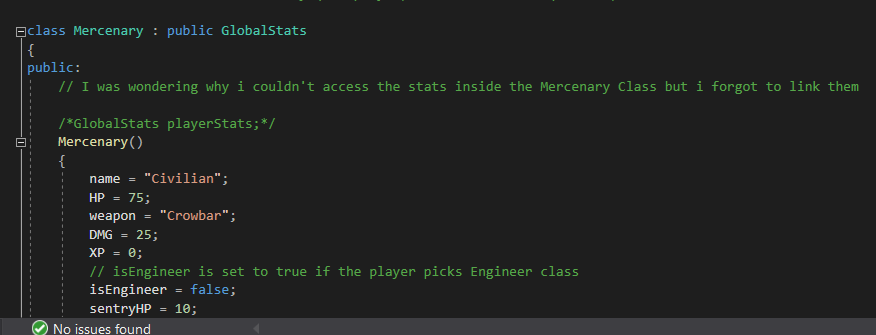 class Mercenary : public GlobalStats
{
public:
// I was wondering why i couldn't access the stats inside the Mercenary Class but i forgot to link them
/*GlobalStats playerStats;*/
Mercenary()
{
name = "Civilian";
HP = 75;
weapon = "Crowbar";
DMG = 25;
XP = 0;
// isEngineer is set to true if the player picks Engineer class
isEngineer = false;
sentryHP = 10;
No issues found